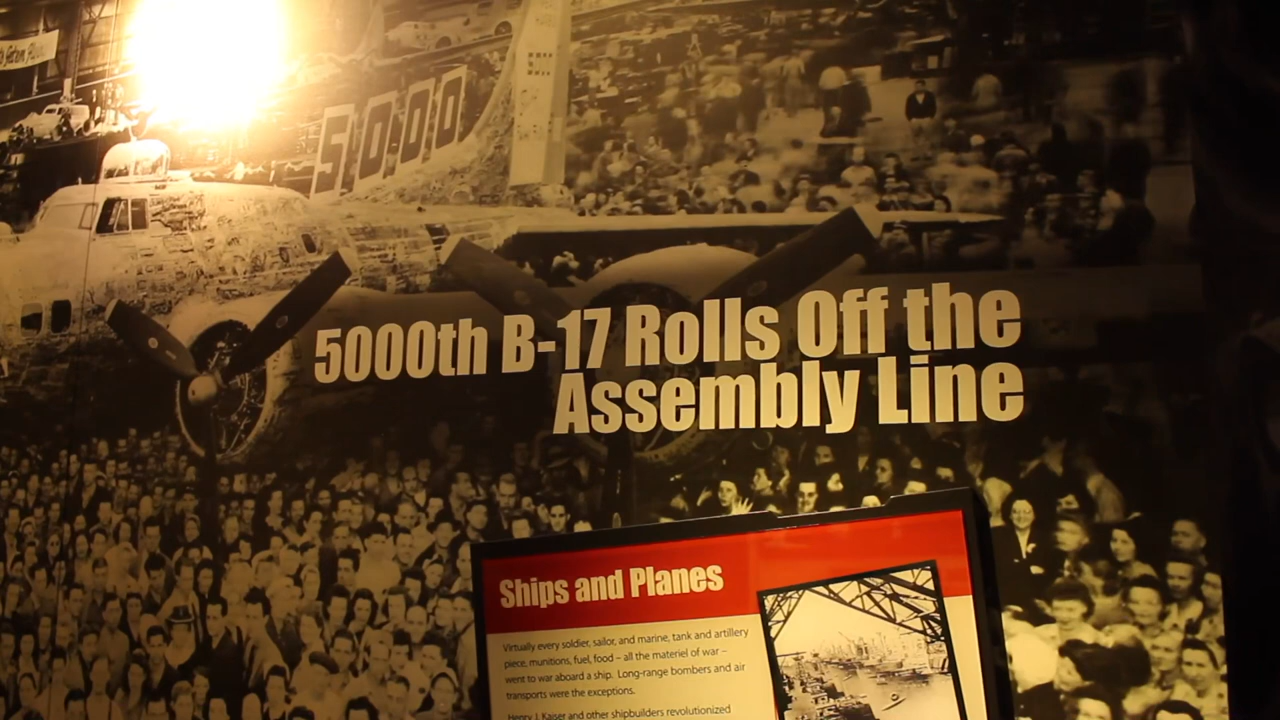 5000
5000th B-17 Rolls Off the
Assembly Line
Ships and Planes
Virtually every soldier, sailor, and marine, tank and artillery
piece, munitions, fuel, food – all the materiel of war –
went to war aboard a ship. Long-range bombers and air
transports were the exceptions.
Henry J. Kaiser and other shipbuilders revolutionized